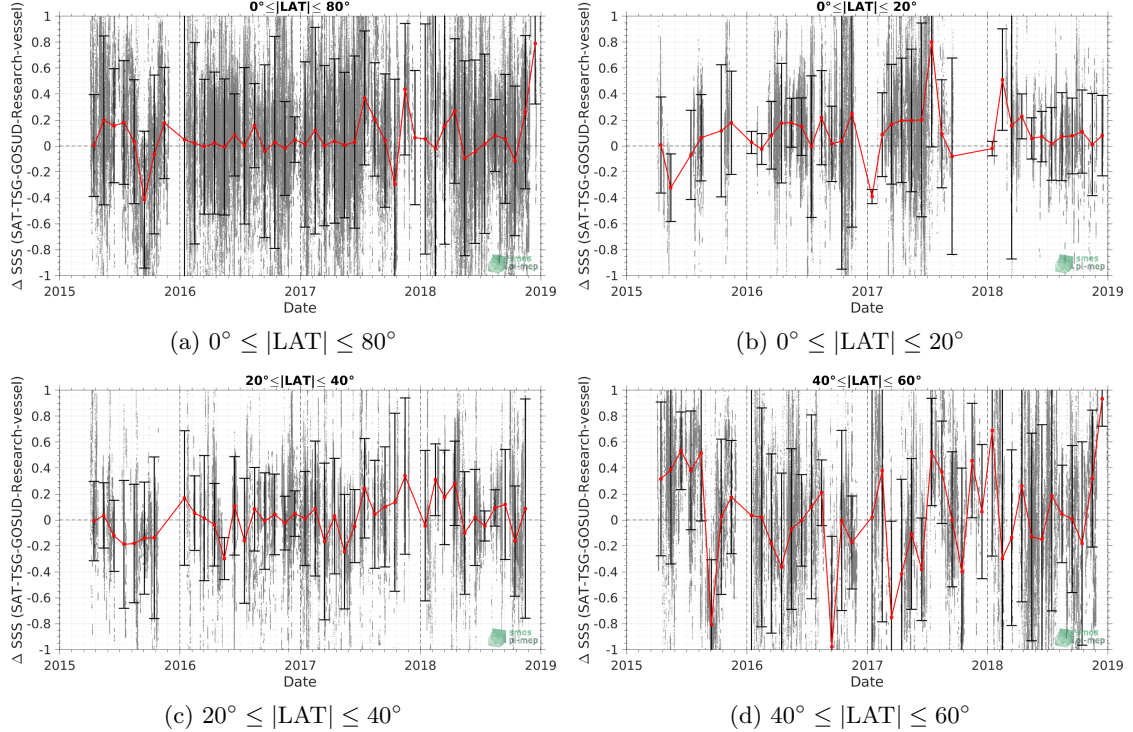 0°≤|LAT|≤ 80°
Δ SSS (SAT-TSG-GOSUD-Research-vessel)
1
0.8
0.6
0.4
0.2
0
-0.2
-0.4
-0.6
-0.8
-1
2015 2016 2017 2018 2019
Date
smos
pi-mep
(a) 0° ≤ |LAT| ≤ 80°
0°≤|LAT|≤ 20°
Δ SSS (SAT-TSG-GOSUD-Research-vessel)
1
0.8
0.6
0.4
0.2
0
-0.2
-0.4
-0.6
-0.8
-1
2015 2016 2017 2018 2019
Date
smos
pi-mep
(b) 0° ≤ |LAT| ≤ 20°
20°≤|LAT|≤ 40°
Δ SSS (SAT-TSG-GOSUD-Research-vessel)
1
0.8
0.6
0.4
0.2
0
-0.2
-0.4
-0.6
-0.8
-1
2015 2016 2017 2018 2019
Date
smos
pi-mep
(c) 20° ≤ |LAT| ≤ 40°
40°≤|LAT|≤ 60°
Δ SSS (SAT-TSG-GOSUD-Research-vessel)
1
0.8
0.6
0.4
0.2
0
-0.2
-0.4
-0.6
-0.8
-1
2015 2016 2017 2018 2019
Date
smos
pi-mep
(d) 40° ≤ |LAT| ≤ 60°